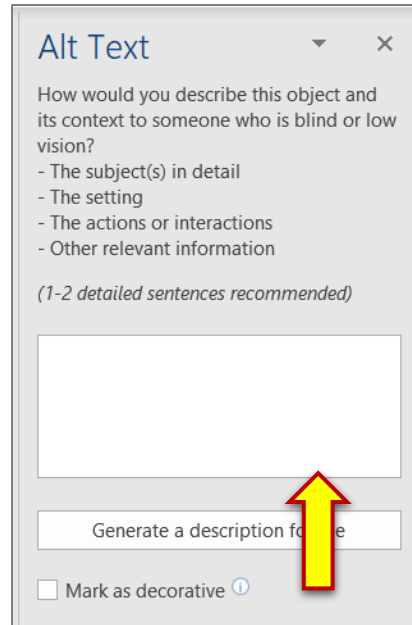 Alt Text
How would you describe this object and
its context to someone who is blind or low
vision?
- The subject(s) in detail
- The setting
- The actions or interactions
- Other relevant information
(1-2 detailed sentences recommended)
Generate a description
Mark as decorative